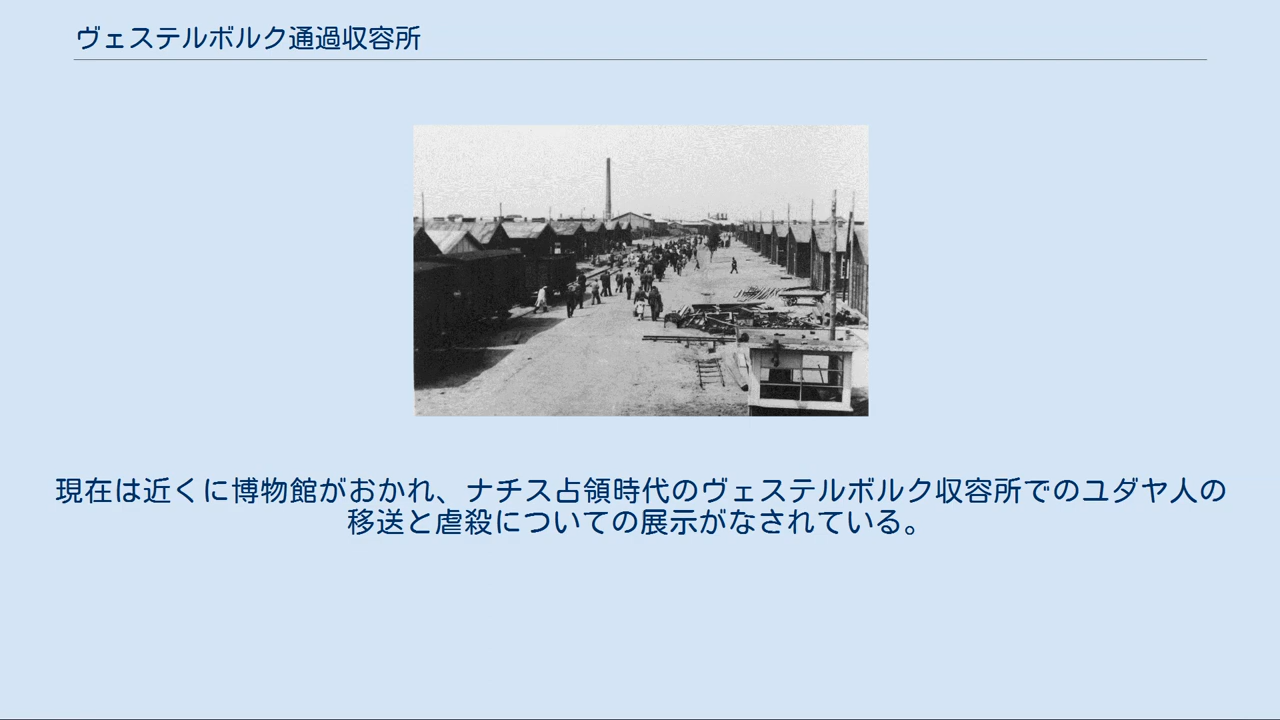 ヴェステルボルク通過収容所
現在は近くに博物館がおかれ、ナチス占領時代のヴェステルボルク収容所でのユダヤ人の
移送と虐殺についての展示がなされている。